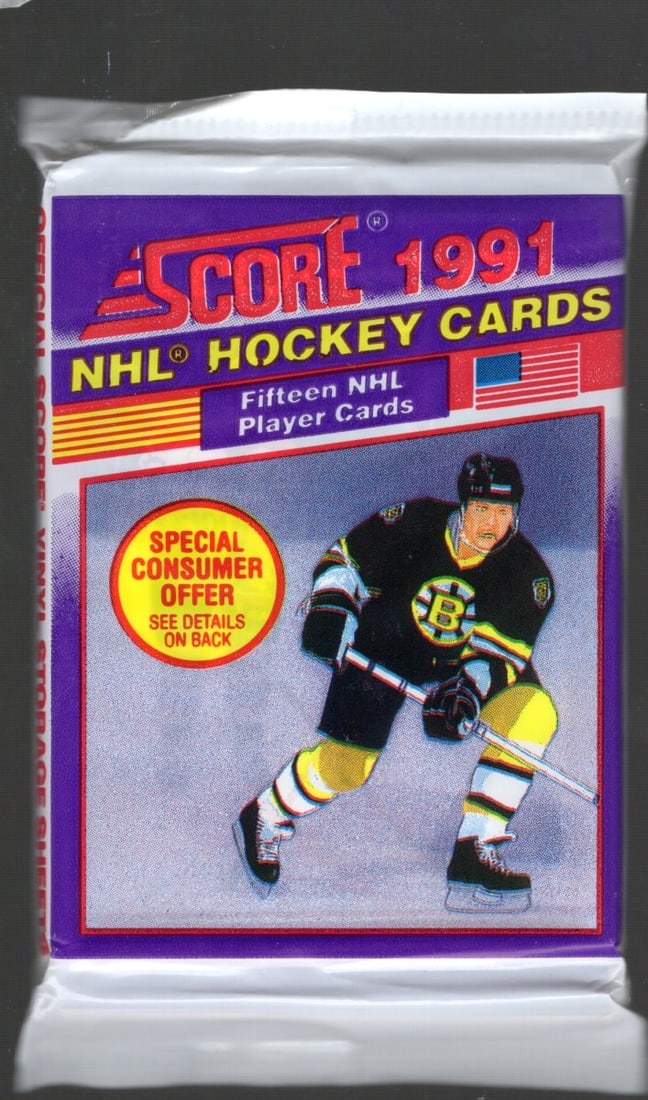 SCORE® 1991
NHL® HOCKEY CARDS
Fifteen NHL
Player Cards
SPECIAL
CONSUMER
OFFER
SEE DETAILS
ON BACK
B
OFFICIAL SCORE® VINYL STORAGE SHEETS